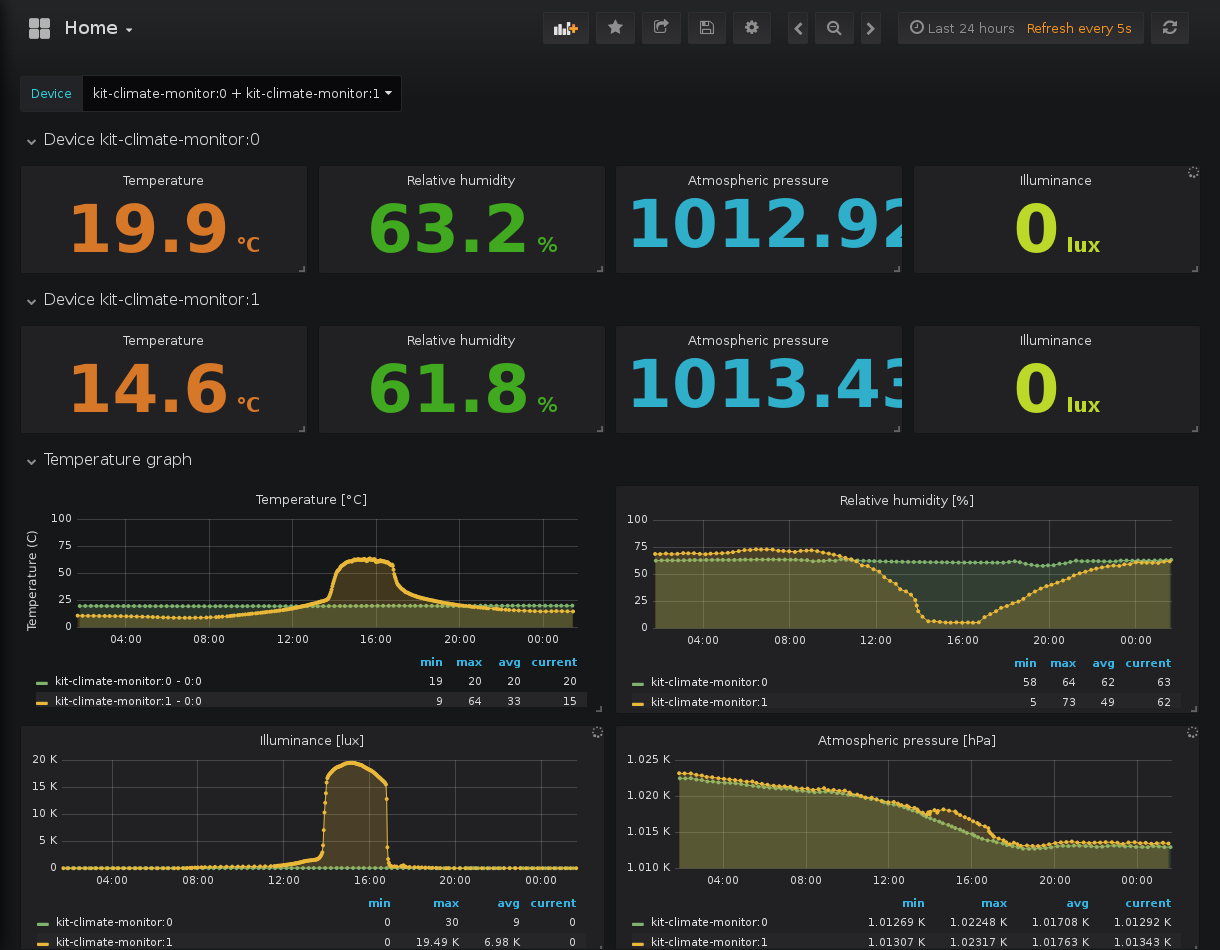 Home
Last 24 hours Refresh every 5s
Device kit-climate-monitor:0 + kit-climate-monitor:1
Device kit-climate-monitor:0
Temperature Relative humidity Atmospheric pressure Illuminance
19.9 °C 63.2 % 1012.92 0 lux
Device kit-climate-monitor:1
Temperature Relative humidity Atmospheric pressure Illuminance
14.6 °C 61.8 % 1013.43 0 lux
Temperature graph
Temperature [°C]
Temperature (C)
100
75
50
25
0
04:00 08:00 12:00 16:00 20:00 00:00
min max avg current
kit-climate-monitor:0 - 0:0 19 20 20 20
kit-climate-monitor:1 - 0:0 9 64 33 15
Relative humidity [%]
100
75
50
25
0
04:00 08:00 12:00 16:00 20:00 00:00
min max avg current
kit-climate-monitor:0 58 64 62 63
kit-climate-monitor:1 5 73 49 62
Illuminance [lux]
20 K
15 K
10 K
5 K
0
04:00 08:00 12:00 16:00 20:00 00:00
min max avg current
kit-climate-monitor:0 0 30 9 0
kit-climate-monitor:1 0 19.49 K 6.98 K 0
Atmospheric pressure [hPa]
1.025 K
1.020 K
1.015 K
1.010 K
04:00 08:00 12:00 16:00 20:00 00:00
min max avg current
kit-climate-monitor:0 1.01269 K 1.02248 K 1.01708 K 1.01292 K
kit-climate-monitor:1 1.01307 K 1.02317 K 1.01763 K 1.01343 K